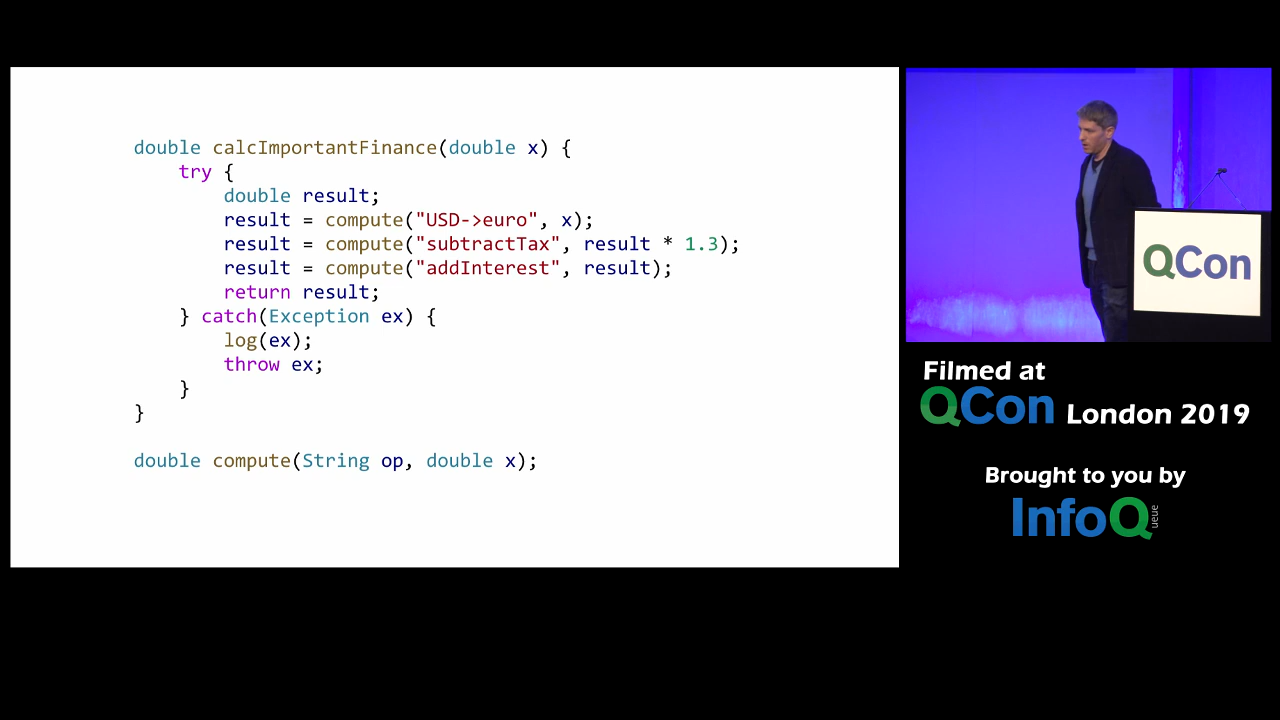 double calcImportantFinance(double x) {
    try {
        double result;
        result = compute("USD->euro", x);
        result = compute("subtractTax", result * 1.3);
        result = compute("addInterest", result);
        return result;
    } catch(Exception ex) {
        log(ex);
        throw ex;
    }
}
double compute(String op, double x);
QCon
Filmed at
QCon London 2019
Brought to you by
InfoQ
ueue